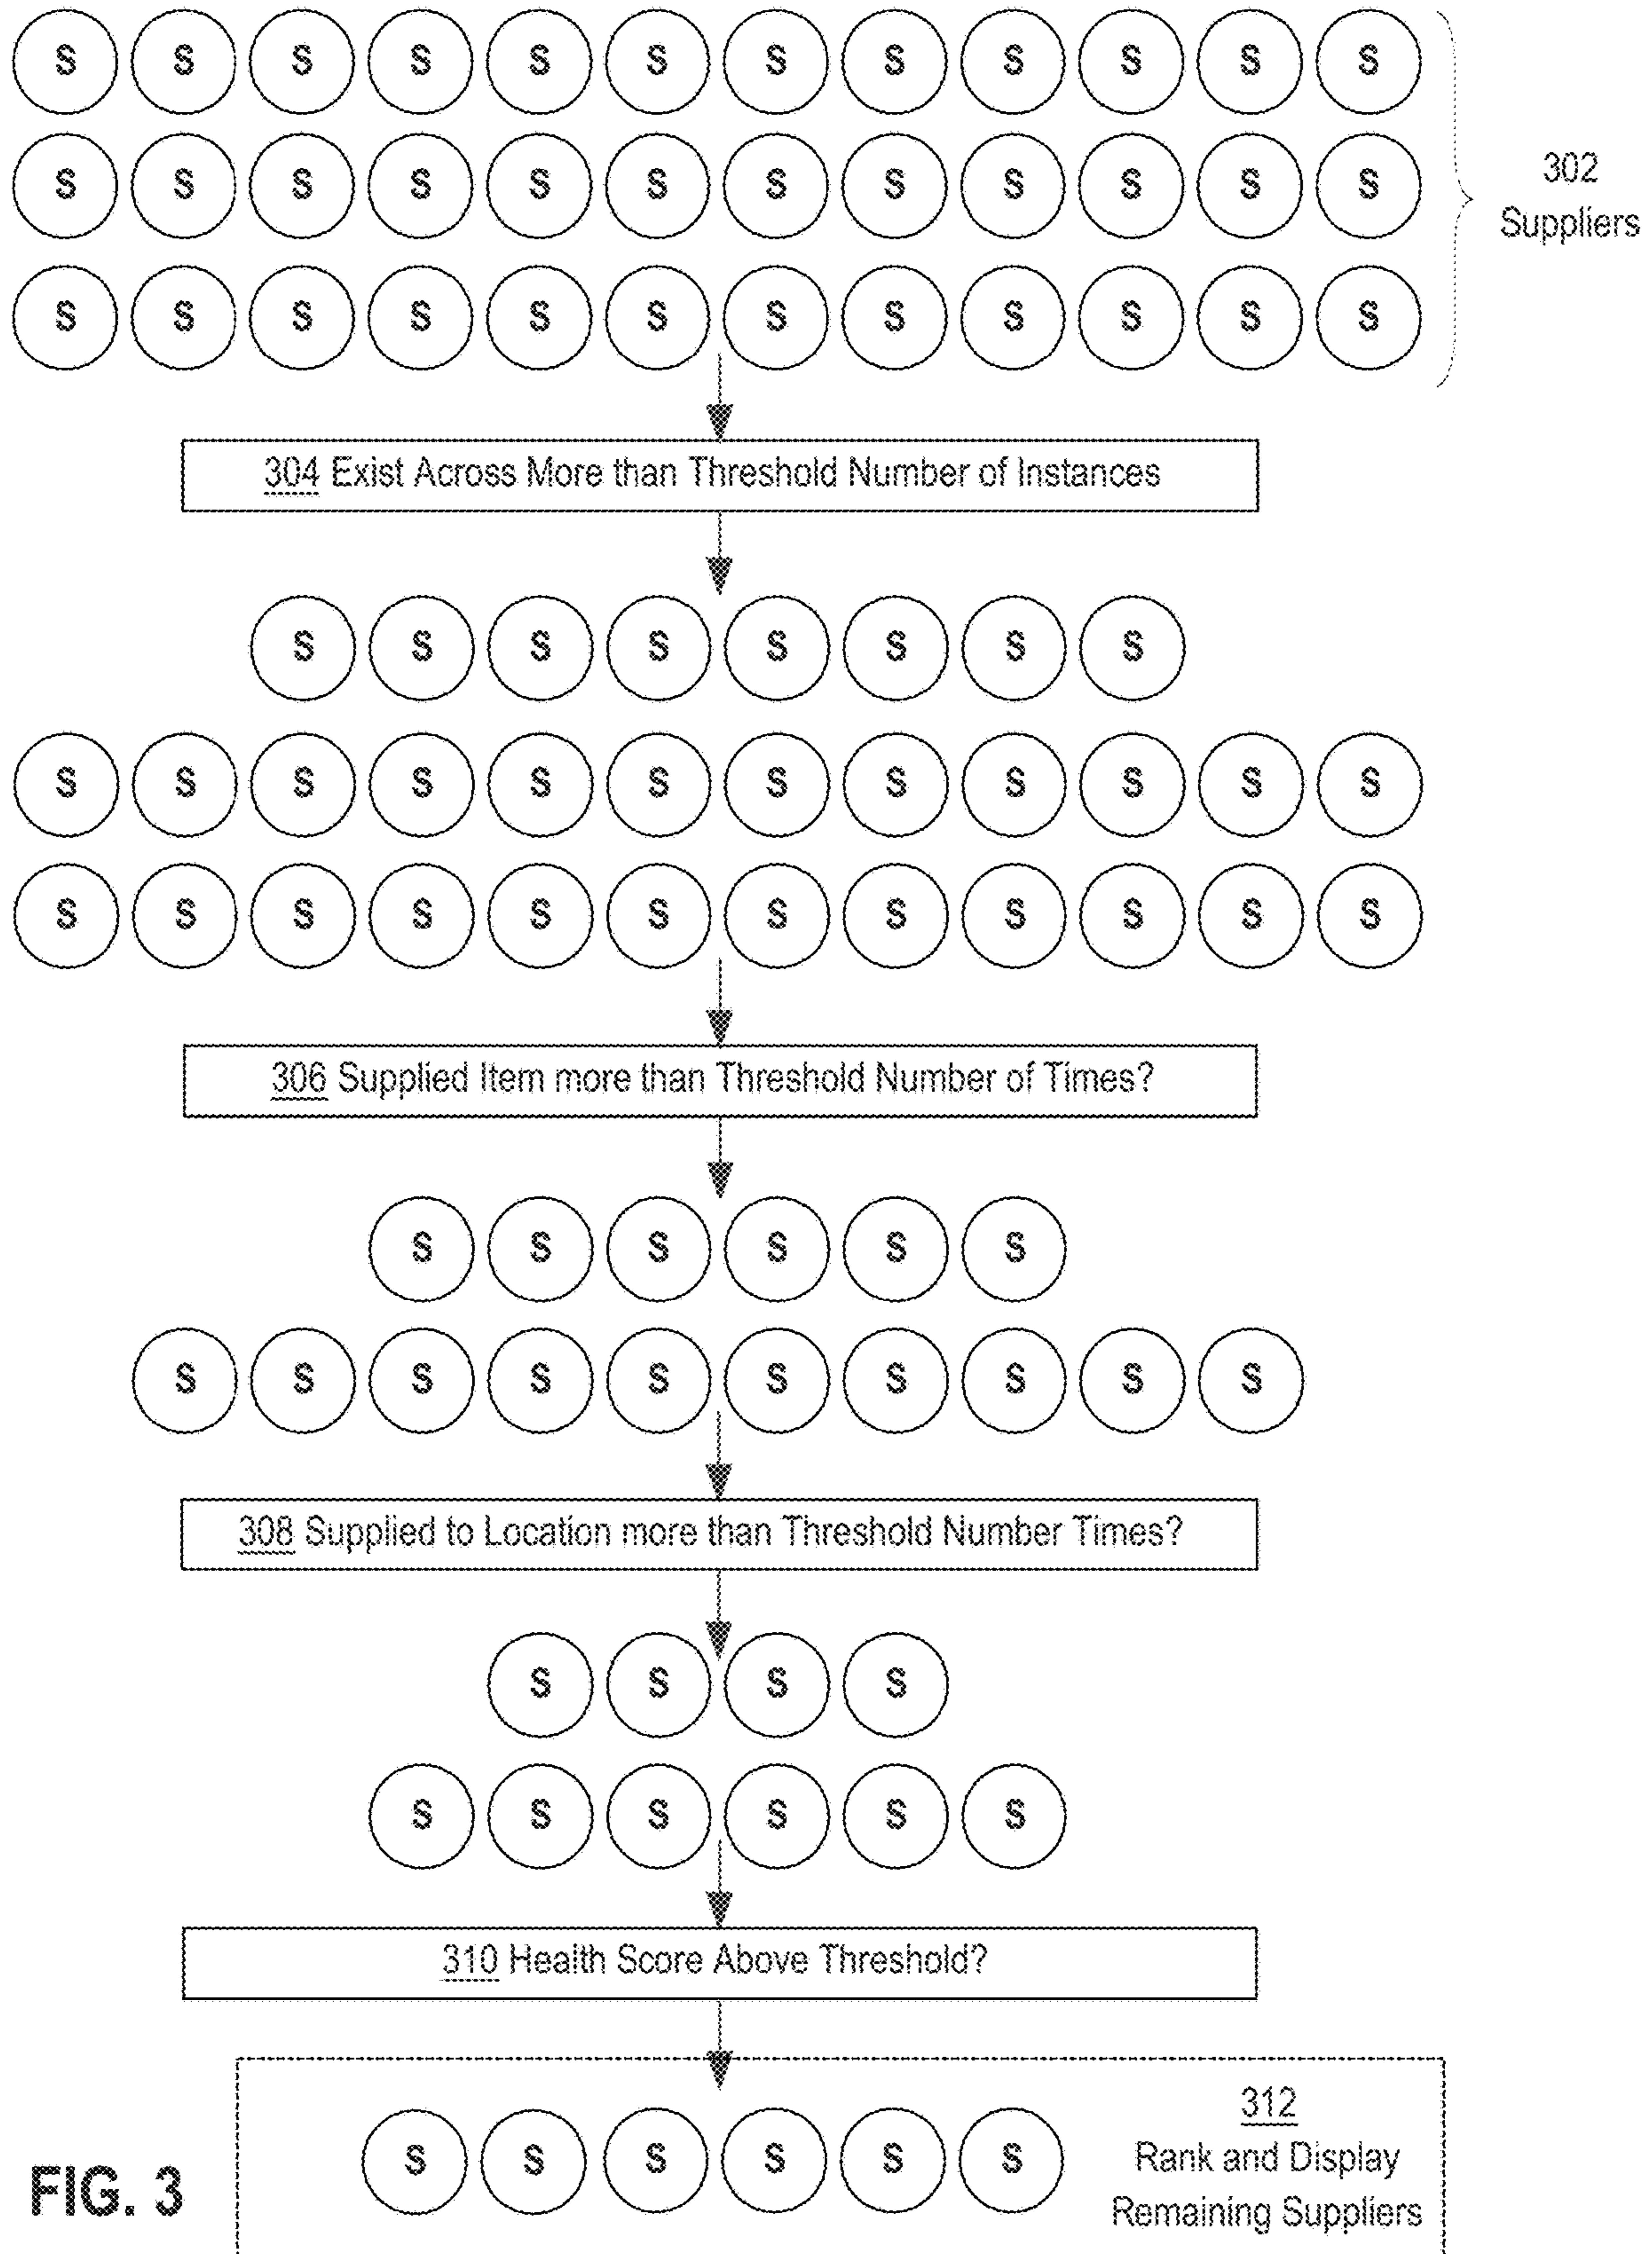 S S S S S S S S S S S S
S S S S S S S S S S S S
302
Suppliers
S S S S S S S S S S S S
304 Exist Across More than Threshold Number of Instances
S S S S S S S S
S S S S S S S S S S S S
S S S S S S S S S S S S
306 Supplied Item more than Threshold Number of Times?
S S S S S S
S S S S S S S S S S
308 Supplied to Location more than Threshold Number Times?
S S S S
S S S S S S
310 Health Score Above Threshold?
S S S S S S
312
Rank and Display
Remaining Suppliers
FIG. 3